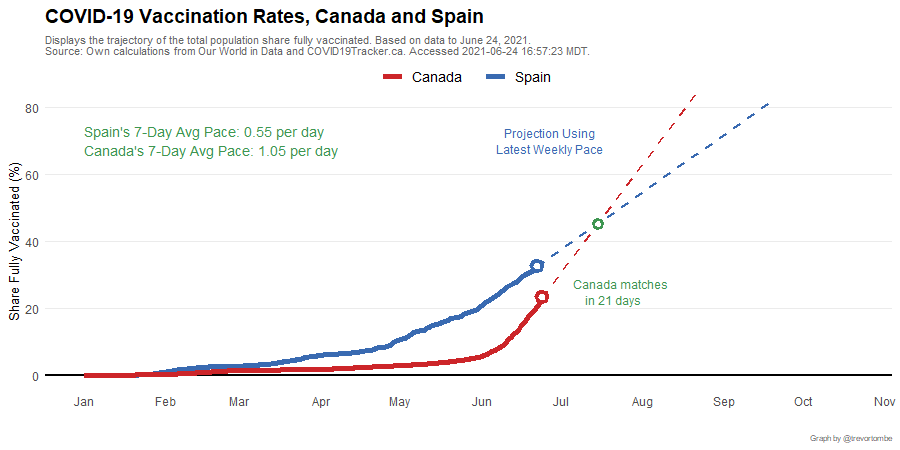 COVID-19 Vaccination Rates, Canada and Spain
Displays the trajectory of the total population share fully vaccinated. Based on data to June 24, 2021.
Source: Own calculations from Our World in Data and COVID19Tracker.ca. Accessed 2021-06-24 16:57:23 MDT.
Canada Spain
80
Spain's 7-Day Avg Pace: 0.55 per day
Canada's 7-Day Avg Pace: 1.05 per day
Projection Using
Latest Weekly Pace
60
Share Fully Vaccinated (%)
40
Canada matches
in 21 days
20
0
Jan Feb Mar Apr May Jun Jul Aug Sep Oct Nov
Graph by @trevortombe